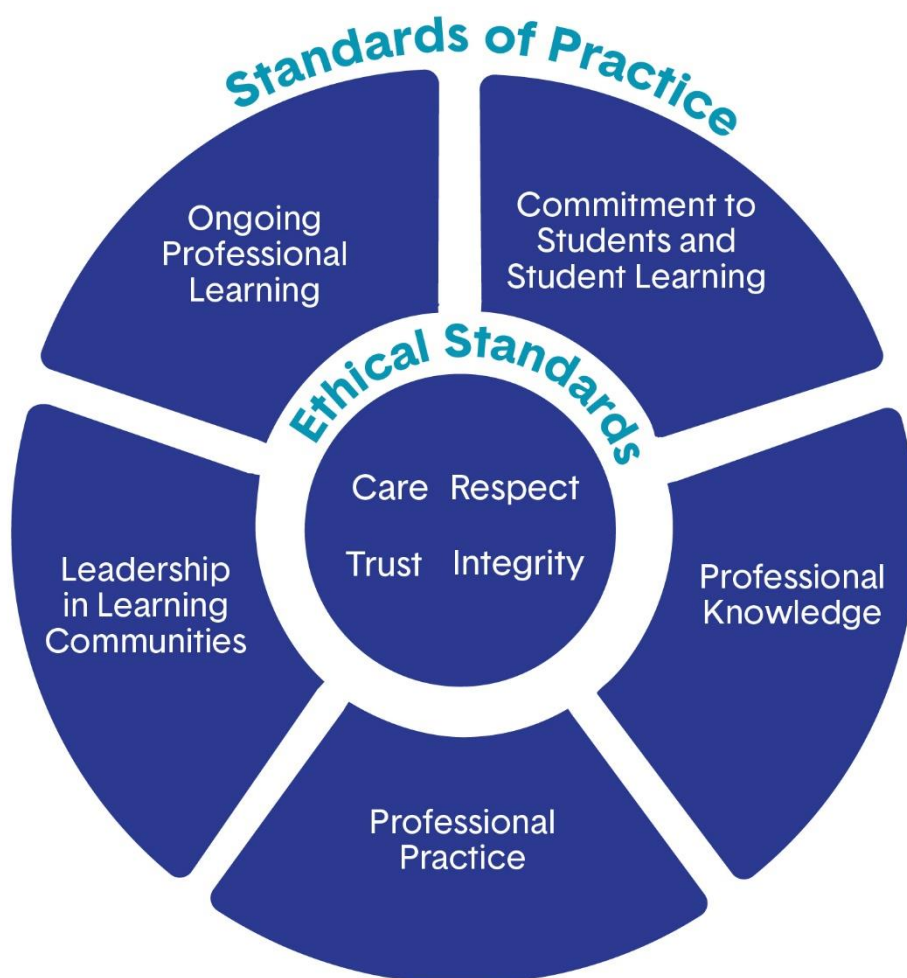 Standards of Practice
Ongoing
Professional
Learning
Commitment to
Students and
Student Learning
Ethical Standards
Care Respect
Trust Integrity
Leadership
in Learning
Communities
Professional
Knowledge
Professional
Practice